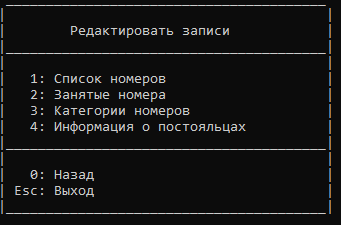 Редактировать записи
1: Список номеров
2: Занятые номера
3: Категории номеров
4: Информация о постояльцах
0: Назад
Esc: Выход